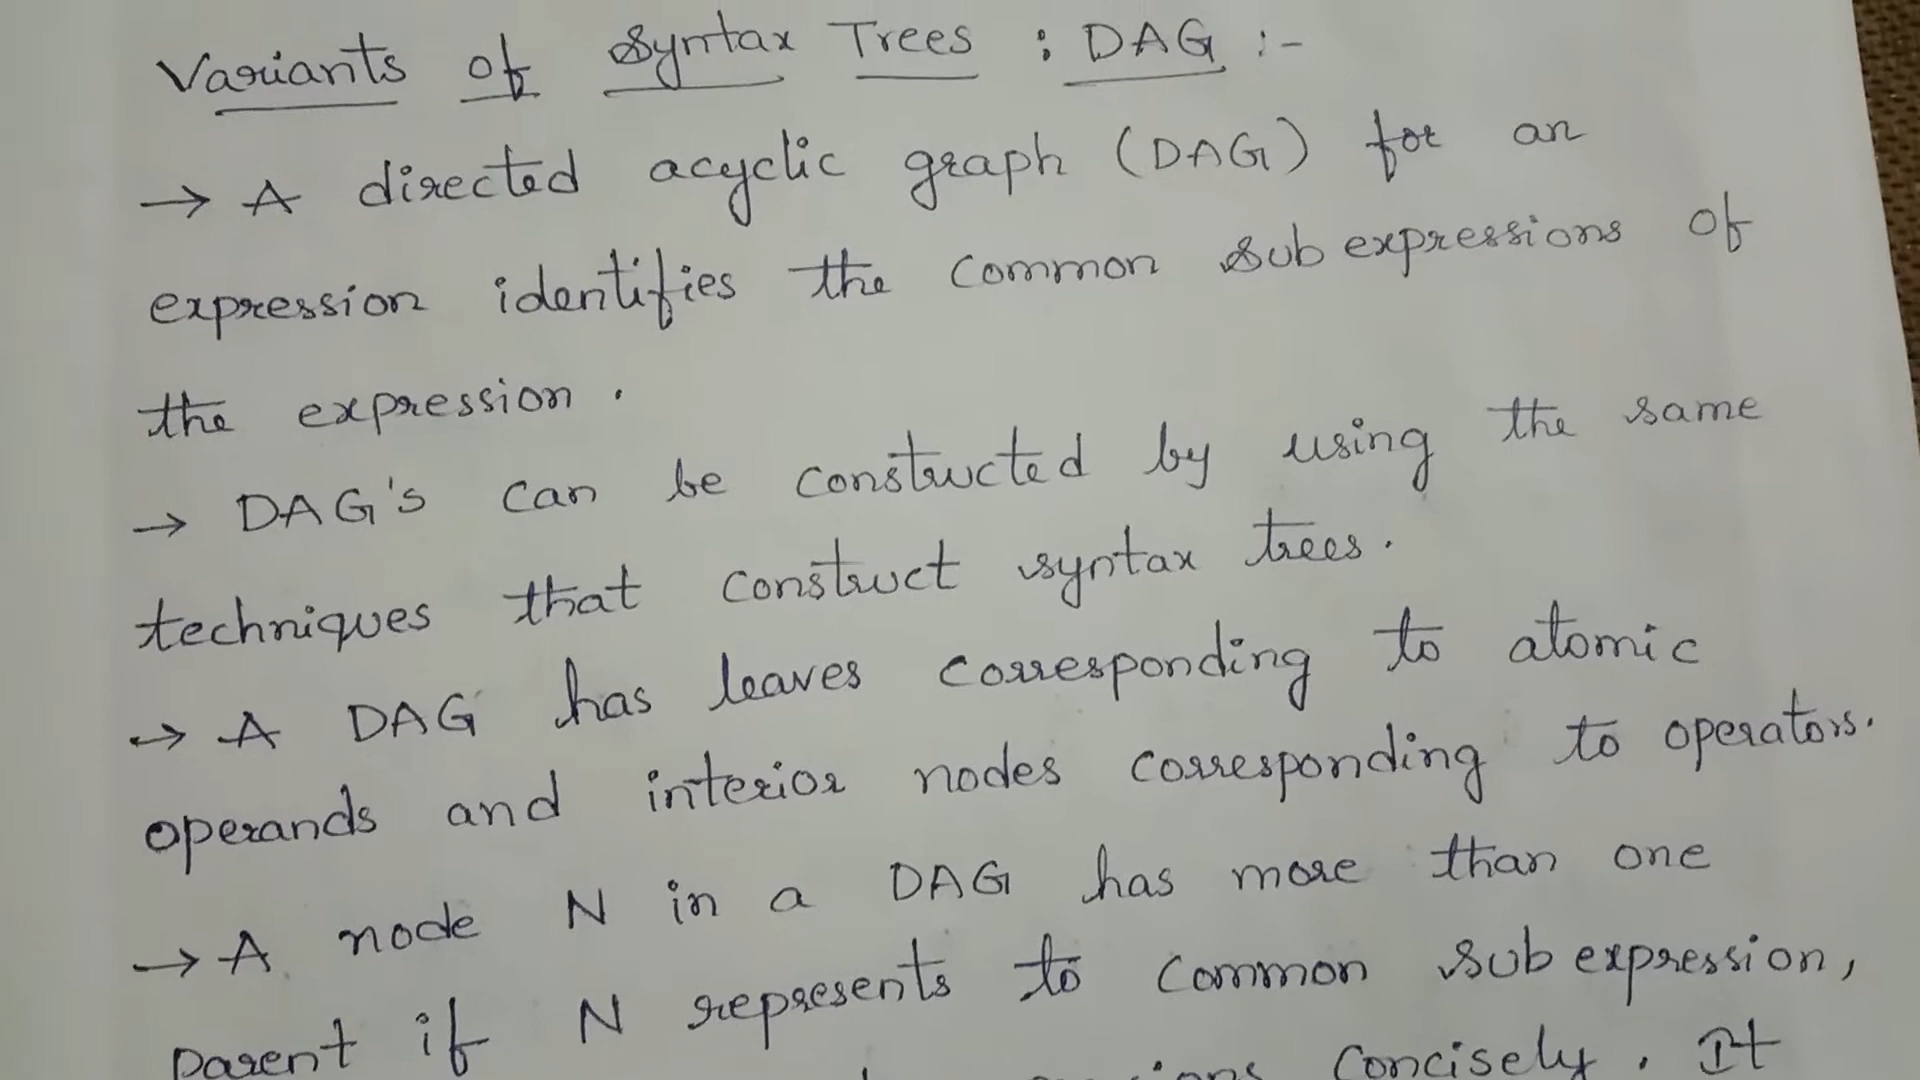 Variants of Syntax Trees : DAG :-
→ A directed acyclic graph (DAG) for an
expression identifies the common sub expressions of
the expression .
→ DAG's can be constructed by using the same
techniques that construct syntax trees .
→ A DAG has leaves corresponding to atomic
operands and interior nodes corresponding to operators.
→ A node N in a DAG has more than one
parent if N represents to common sub expression,
concisely . It